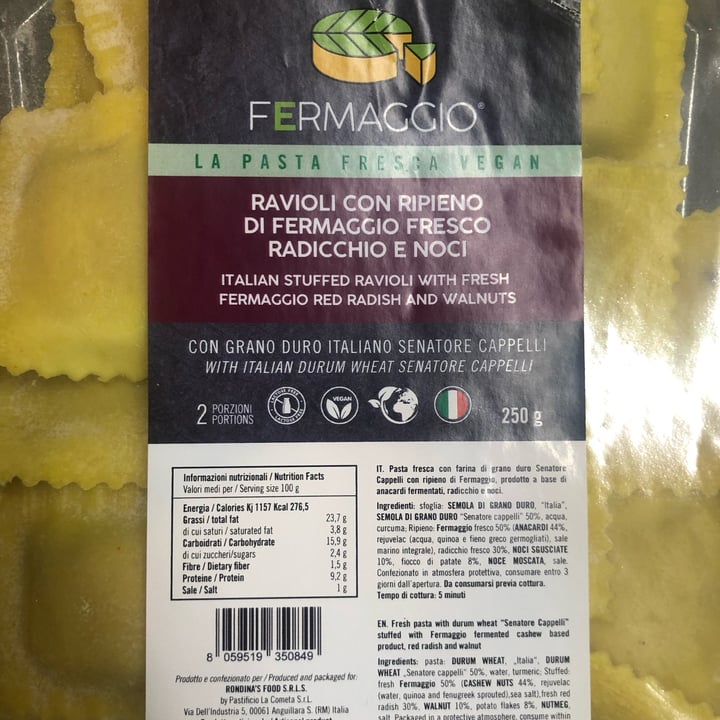 FERMAGGIO®
LA PASTA FRESCA VEGAN
RAVIOLI CON RIPIENO
DI FERMAGGIO FRESCO
RADICCHIO E NOCI
ITALIAN STUFFED RAVIOLI WITH FRESH
FERMAGGIO RED RADISH AND WALNUTS
CON GRANO DURO ITALIANO SENATORE CAPPELLI
WITH ITALIAN DURUM WHEAT SENATORE CAPPELLI
2 PORZIONI
PORTIONS
LACTOSE FREE
LACTOSE FREE
VEGAN
250 g
Informazioni nutrizionali / Nutrition Facts
Valori medi per / Serving size 100 g
Energia / Calories Kj 1157 Kcal 276,5
Grassi / total fat 23,7 g
di cui saturi / saturated fat 3,8 g
Carboidrati / Carbohydrate 15,9 g
di cui zuccheri/sugars 2,4 g
Fibre / Dietary fiber 1,5 g
Proteine / Protein 9,2 g
Sale / Salt 1 g
8 059519 350849
Prodotto e confezionato per / Produced and packaged for:
RONDINA'S FOOD S.R.L.S.
by Pastificio La Cometa S.r.L.
Via Dell'Industria 5, 00061 Anguillara S. (RM) Italia
IT. Pasta fresca con farina di grano duro Senatore
Cappelli con ripieno di Fermaggio, prodotto a base di
anacardi fermentati, radicchio e noci.
Ingredienti: sfoglia: SEMOLA DI GRANO DURO, "Italia",
SEMOLA DI GRANO DURO "Senatore cappelli" 50%, acqua,
curcuma; Ripieno: Fermaggio fresco 50% (ANACARDI 44%,
rejuvelac (acqua, quinoa e fieno greco germogliati), sale
marino integrale), radicchio fresco 30%, NOCI SGUSCIATE
10%, fiocco di patate 8%, NOCE MOSCATA, sale.
Confezionato in atmosfera protettiva, consumare entro 3
giorni dall'apertura. Da consumarsi previa cottura.
Tempo di cottura: 5 minuti
EN. Fresh pasta with durum wheat "Senatore Cappelli"
stuffed with Fermaggio fermented cashew based
product, red radish and walnut
Ingredients: pasta: DURUM WHEAT, „Italia", DURUM
WHEAT „Senatore cappelli" 50%, water, turmeric; Stuffed:
fresh Fermaggio 50% (CASHEW NUTS 44%, rejuvelac
(water, quinoa and fenugreek sprouted),sea salt),fresh red
radish 30%, WALNUT 10%, potato flakes 8%, NUTMEG,
salt. Packaged in a protective atmosphere, consume within